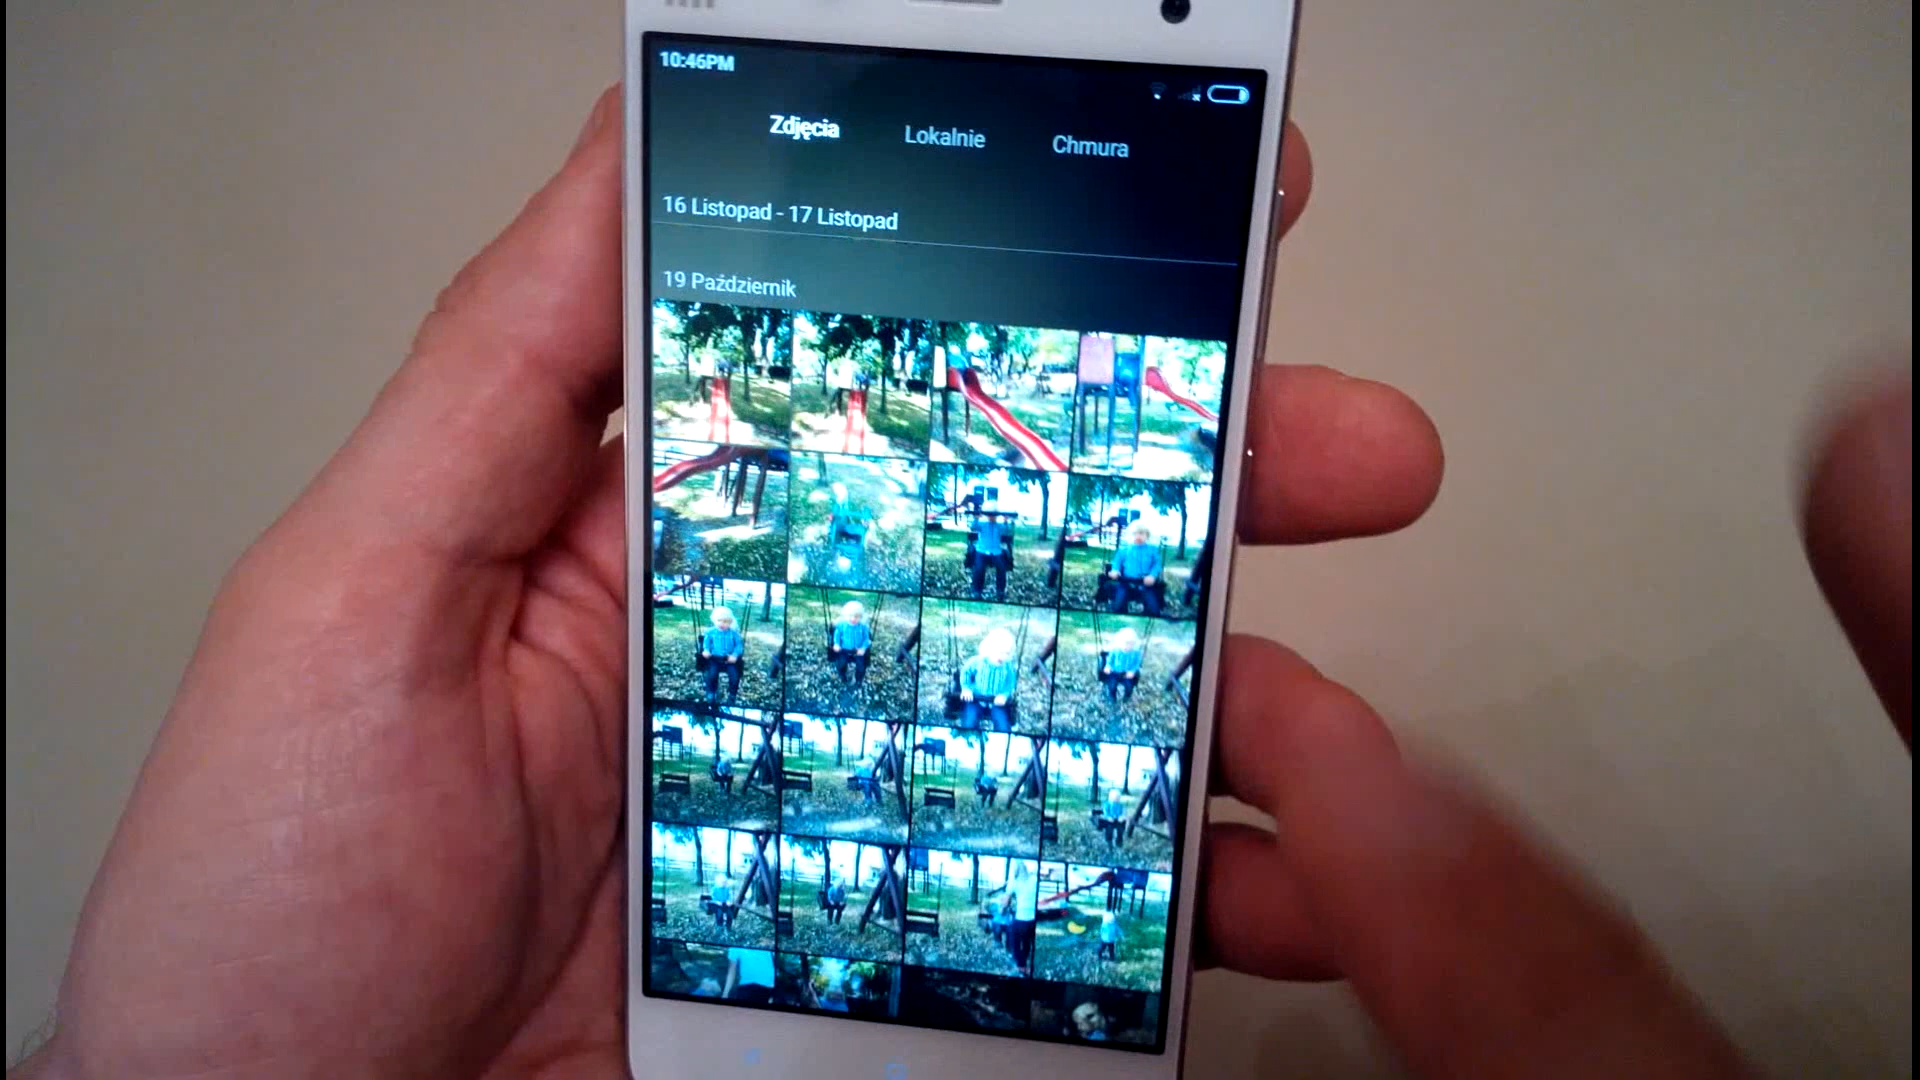 10:46PM
Zdjęcia Lokalnie Chmura
16 Listopad - 17 Listopad
19 Październik